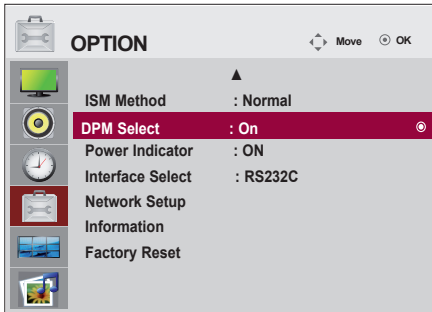 OPTION Move OK
ISM Method : Normal
DPM Select : On
Power Indicator : ON
Interface Select : RS232C
Network Setup
Information
Factory Reset